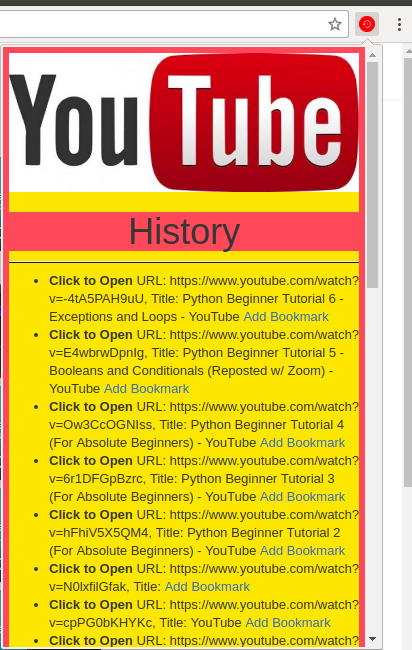 YouTube
History
Click to Open URL: https://www.youtube.com/watch?
v=-4tA5PAH9uU, Title: Python Beginner Tutorial 6 -
Exceptions and Loops - YouTube Add Bookmark
Click to Open URL: https://www.youtube.com/watch?
v=E4wbrwDpnIg, Title: Python Beginner Tutorial 5 -
Booleans and Conditionals (Reposted w/ Zoom) -
YouTube Add Bookmark
Click to Open URL: https://www.youtube.com/watch?
v=Ow3CcOGNIss, Title: Python Beginner Tutorial 4
(For Absolute Beginners) - YouTube Add Bookmark
Click to Open URL: https://www.youtube.com/watch?
v=6r1DFGpBzrc, Title: Python Beginner Tutorial 3
(For Absolute Beginners) - YouTube Add Bookmark
Click to Open URL: https://www.youtube.com/watch?
v=hFhiV5X5QM4, Title: Python Beginner Tutorial 2
(For Absolute Beginners) - YouTube Add Bookmark
Click to Open URL: https://www.youtube.com/watch?
v=N0lxfilGfak, Title: Add Bookmark
Click to Open URL: https://www.youtube.com/watch?
v=cpPG0bKHYKc, Title: YouTube Add Bookmark
Click to Open URL: https://www.youtube.com/watch?